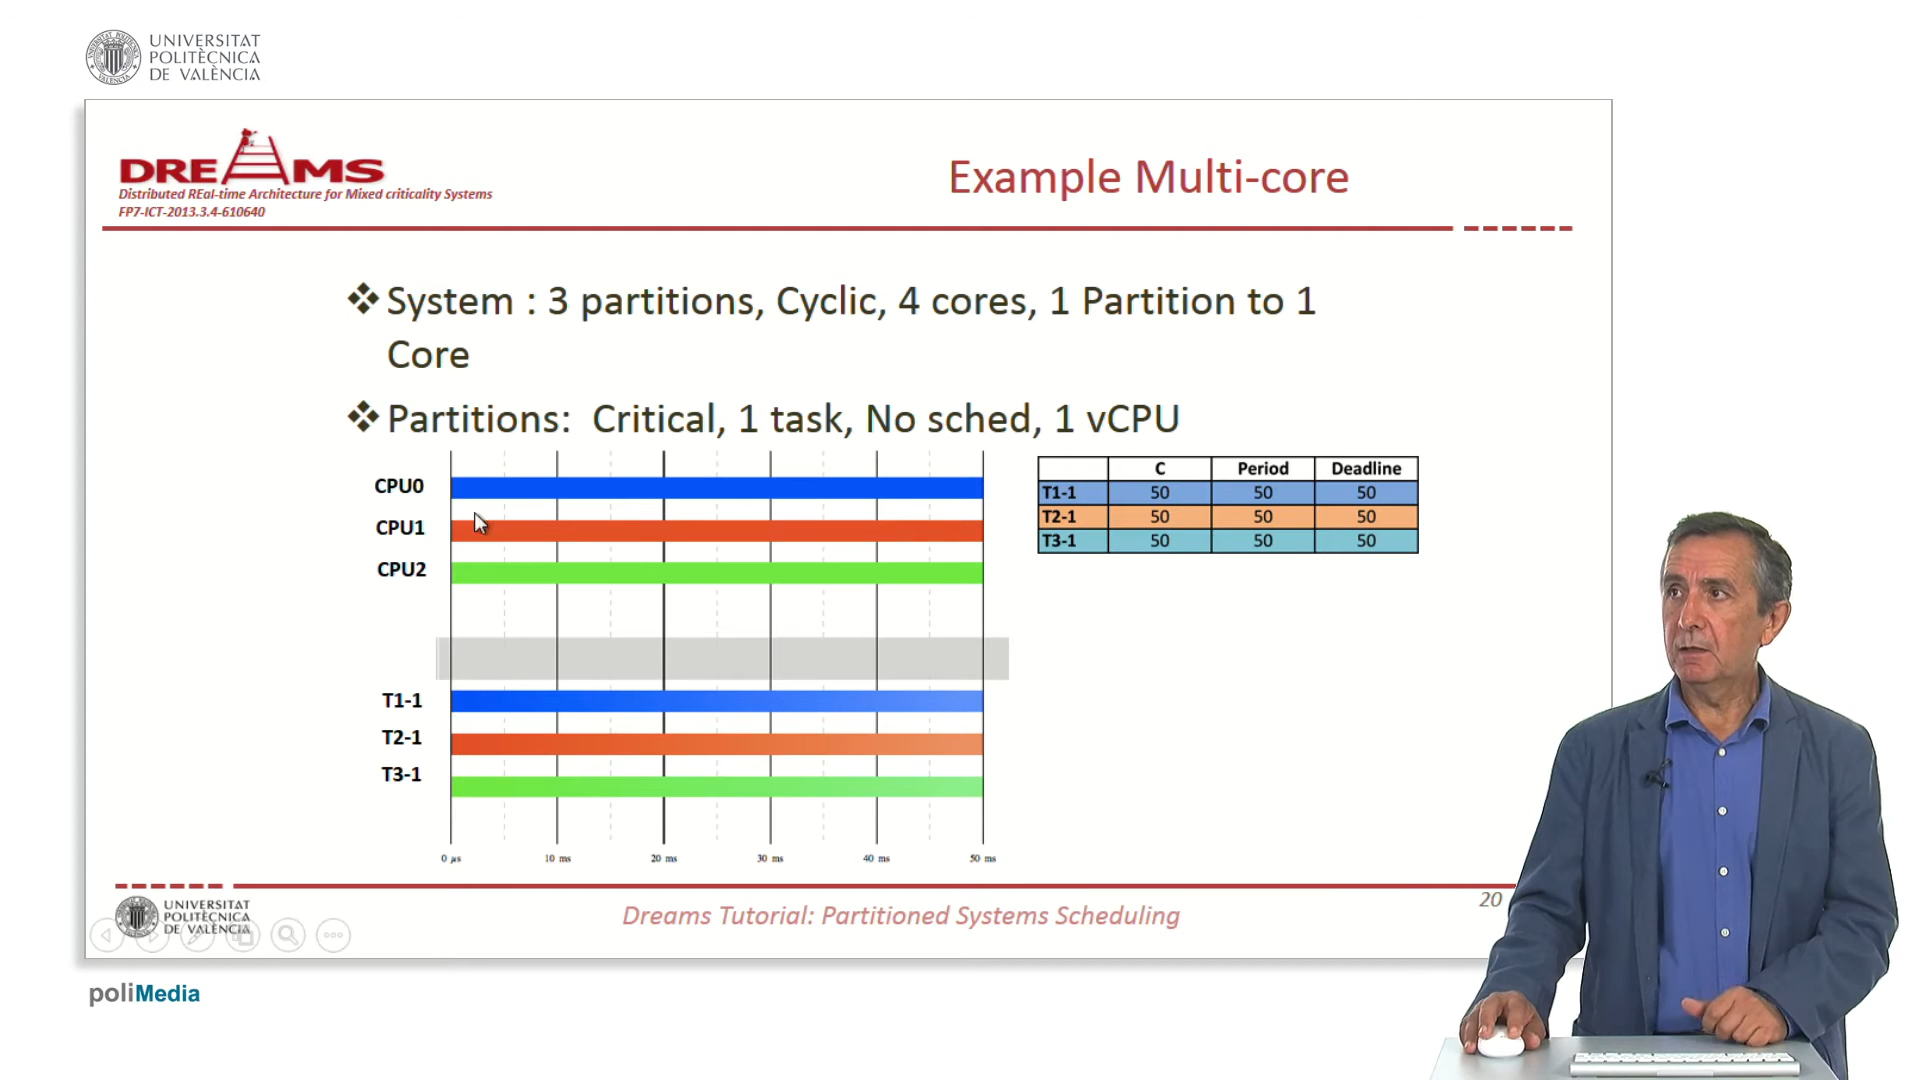 UNIVERSITAT
POLITÈCNICA
DE VALÈNCIA
DREAMS
Distributed REal-time Architecture for Mixed criticality Systems
FP7-ICT-2013.3.4-610640
Example Multi-core
❖ System : 3 partitions, Cyclic, 4 cores, 1 Partition to 1
Core
❖ Partitions: Critical, 1 task, No sched, 1 vCPU
CPU0
CPU1
CPU2
T1-1
T2-1
T3-1
0 µs 10 ms 20 ms 30 ms 40 ms 50 ms
C Period Deadline
T1-1 50 50 50
T2-1 50 50 50
T3-1 50 50 50
UNIVERSITAT
POLITÈCNICA
DE VALÈNCIA
Dreams Tutorial: Partitioned Systems Scheduling
20
poliMedia